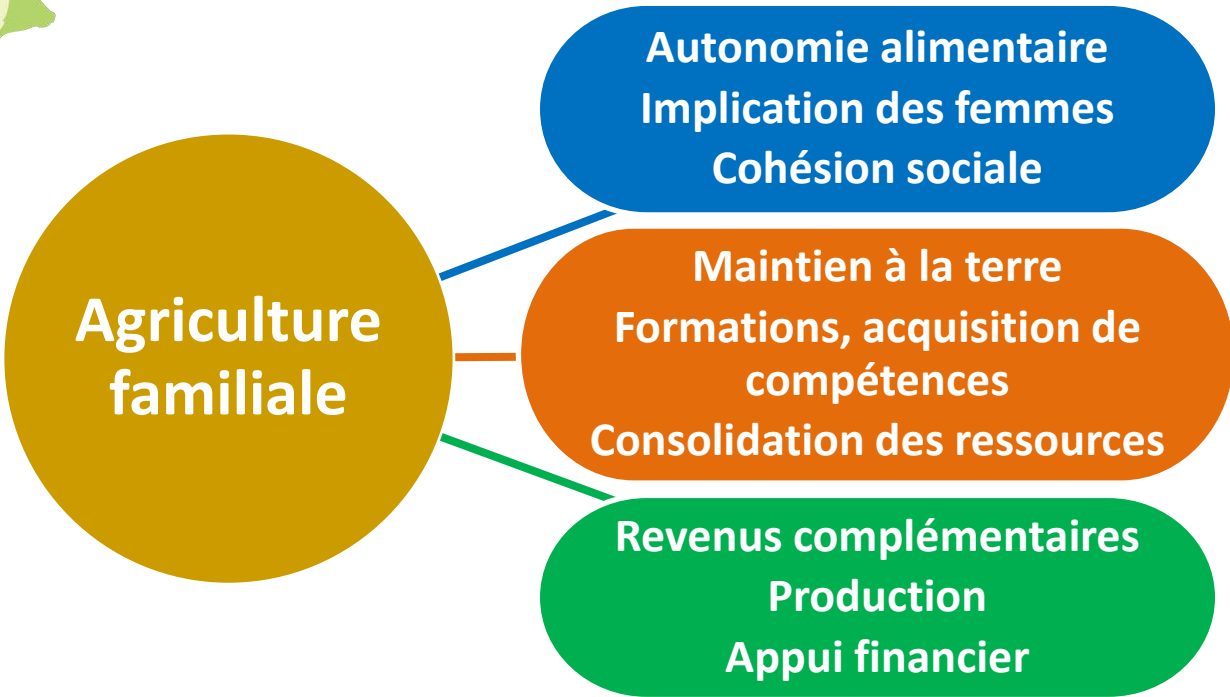 Agriculture
familiale
Autonomie alimentaire
Implication des femmes
Cohésion sociale
Maintien à la terre
Formations, acquisition de
compétences
Consolidation des ressources
Revenus complémentaires
Production
Appui financier